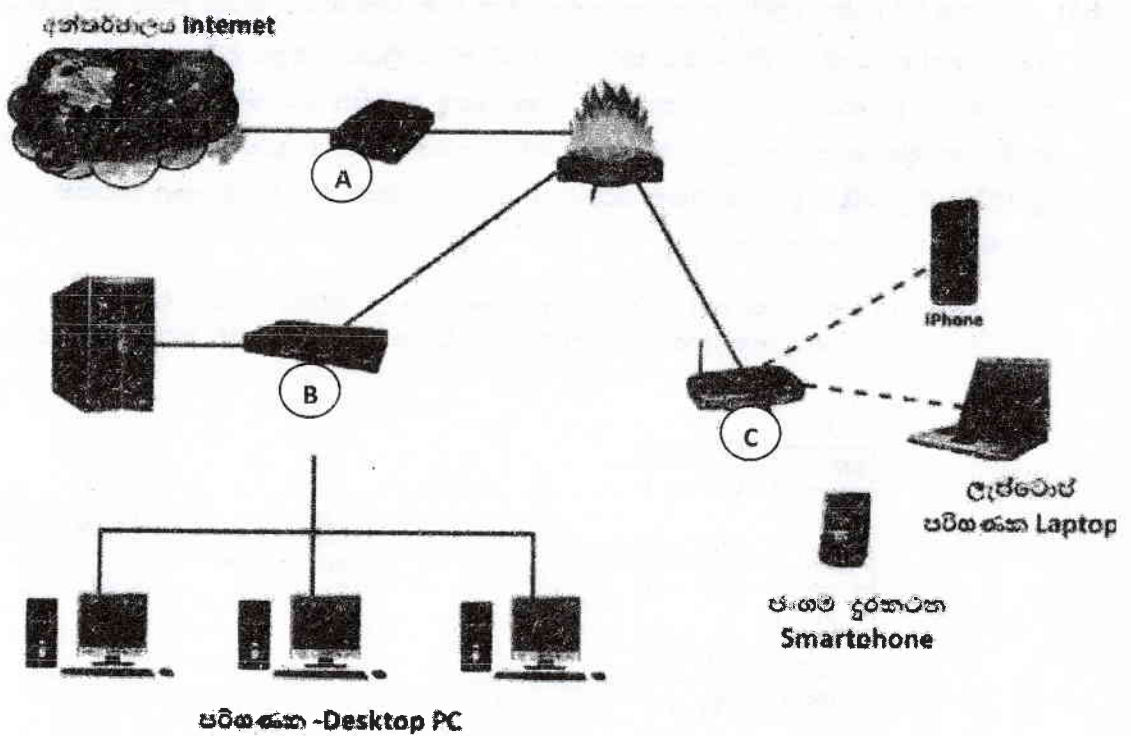 අන්තර්ජාලය Internet
A
B
iPhone
C
ලැප්ටොප්
පරිගණක Laptop
ජංගම දුරකථන
Smartphone
පරිගණක -Desktop PC